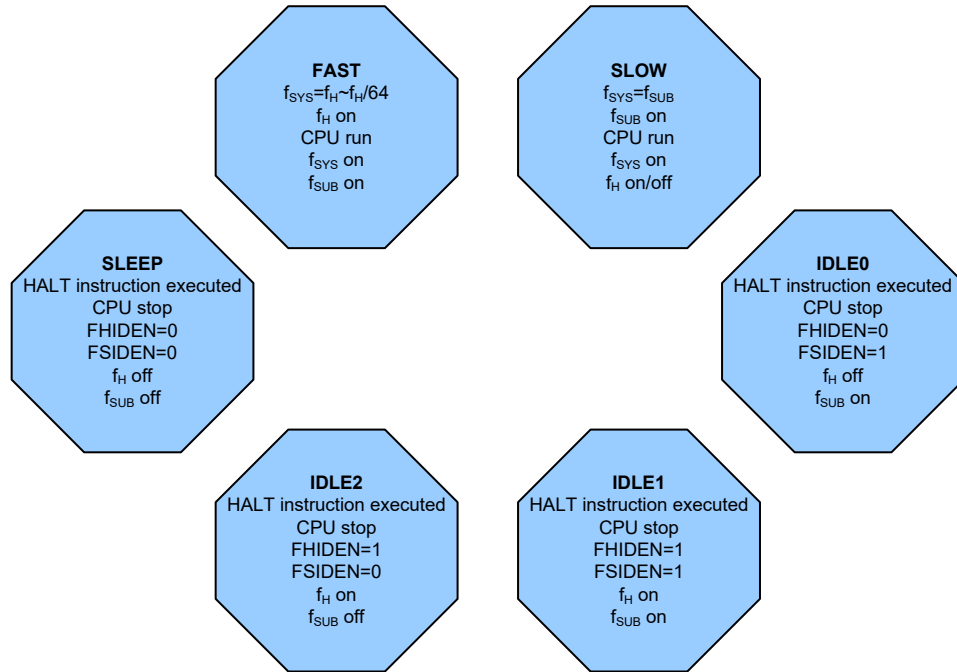 FAST
fSYS=fH~fH/64
fH on
CPU run
fSYS on
fSUB on
SLOW
fSYS=fSUB
fSUB on
CPU run
fSYS on
fH on/off
SLEEP
HALT instruction executed
CPU stop
FHIDEN=0
FSIDEN=0
fH off
fSUB off
IDLE0
HALT instruction executed
CPU stop
FHIDEN=0
FSIDEN=1
fH off
fSUB on
IDLE2
HALT instruction executed
CPU stop
FHIDEN=1
FSIDEN=0
fH on
fSUB off
IDLE1
HALT instruction executed
CPU stop
FHIDEN=1
FSIDEN=1
fH on
fSUB on